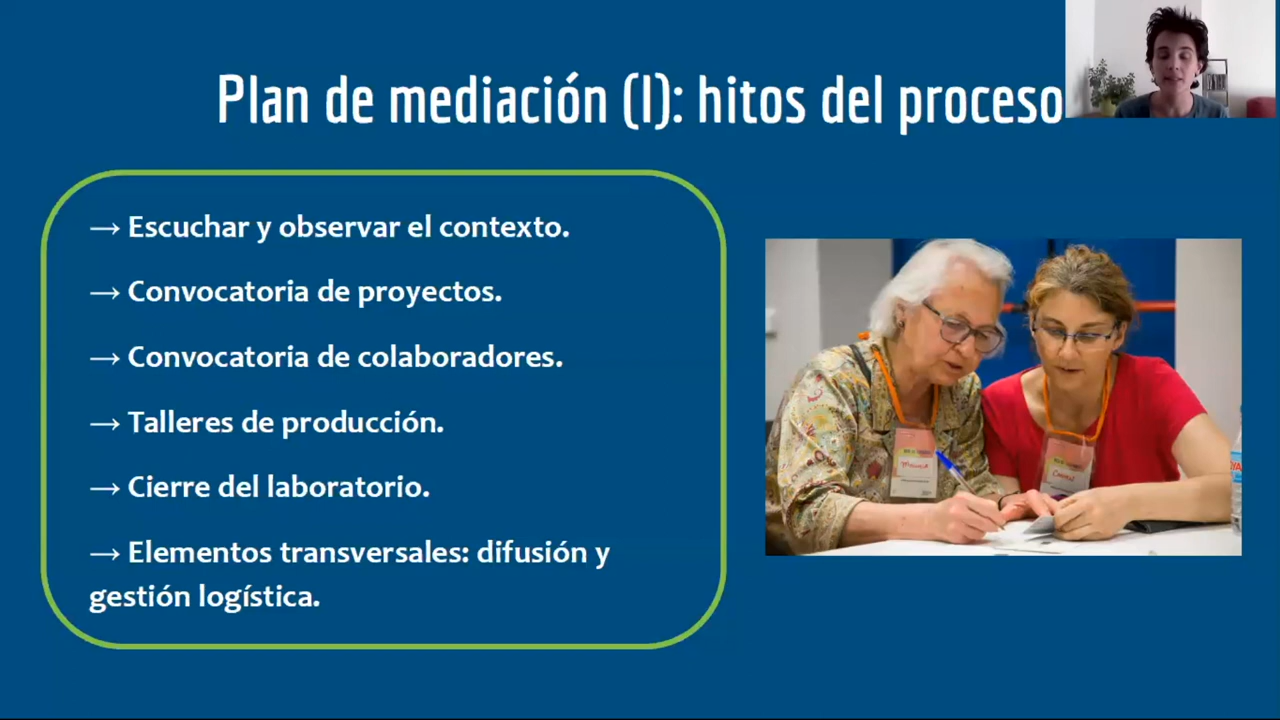 Plan de mediación (I): hitos del proceso
→ Escuchar y observar el contexto.
→ Convocatoria de proyectos.
→ Convocatoria de colaboradores.
→ Talleres de producción.
→ Cierre del laboratorio.
→ Elementos transversales: difusión y
gestión logística.